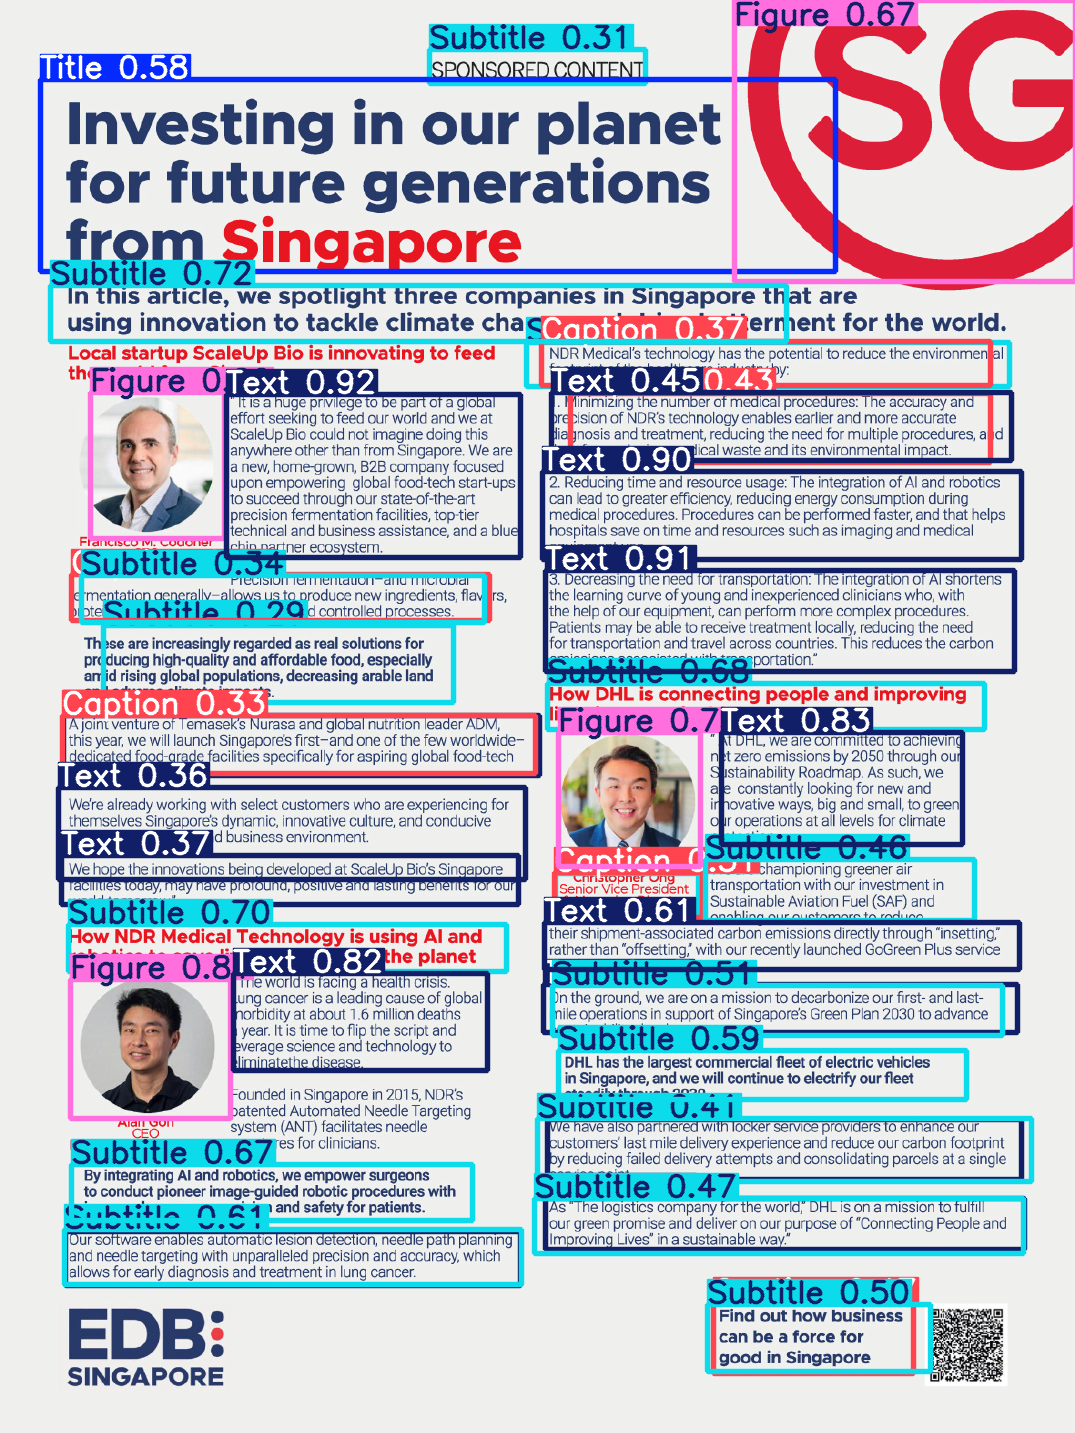 Figure 0.67
Subtitle 0.31
Title 0.58
SPONSORED CONTENT
SG
Investing in our planet
for future generations
from Singapore
Subtitle 0.72
In this article, we spotlight three companies in Singapore that are
using innovation to tackle climate betterment for the world.
Local startup ScaleUp Bio is innovating to feed
Figure
Text 0.92
" It is a huge privilege to be part of a global
effort seeking to feed our world and we at
ScaleUp Bio could not imagine doing this
anywhere other than from Singapore. We are
a new, home-grown, B2B company focused
upon empowering global food-tech start-ups
to succeed through our state-of-the-art
precision fermentation facilities, top-tier
technical and business assistance, and a blue
chip partner ecosystem.
Francisco M. Codoñer
Subtitle 0.34
Precision fermentation–and microbial
fermentation generally–allows us to produce new ingredients, flavors,
d controlled processes.
Subtitle 0.29
These are increasingly regarded as real solutions for
producing high-quality and affordable food, especially
amid rising global populations, decreasing arable land
and adverse climate impacts.
Caption 0.33
A joint venture of Temasek's Nurasa and global nutrition leader ADM,
this year, we will launch Singapore's first–and one of the few worldwide–
dedicated food-grade facilities specifically for aspiring global food-tech
Text 0.36
We're already working with select customers who are experiencing for
themselves Singapore's dynamic, innovative culture, and conducive
d business environment.
Text 0.37
We hope the innovations being developed at ScaleUp Bio's Singapore
facilities today, may have profound, positive and lasting benefits for our
Subtitle 0.70
How NDR Medical Technology is using AI and
the planet
Figure 0.8
Text 0.82
"The world is facing a health crisis.
Lung cancer is a leading cause of global
morbidity at about 1.6 million deaths
a year. It is time to flip the script and
leverage science and technology to
eliminatethe disease.
Founded in Singapore in 2015, NDR's
patented Automated Needle Targeting
system (ANT) facilitates needle
res for clinicians.
Alan Goh
CEO
Subtitle 0.67
By integrating AI and robotics, we empower surgeons
to conduct pioneer image-guided robotic procedures with
and safety for patients.
Subtitle 0.61
Our software enables automatic lesion detection, needle path planning
and needle targeting with unparalleled precision and accuracy, which
allows for early diagnosis and treatment in lung cancer.
EDB:
SINGAPORE
Caption 0.37
NDR Medical's technology has the potential to reduce the environmental
by:
Text 0.45 0.43
1. Minimizing the number of medical procedures: The accuracy and
precision of NDR's technology enables earlier and more accurate
diagnosis and treatment, reducing the need for multiple procedures, and
dical waste and its environmental impact.
Text 0.90
2. Reducing time and resource usage: The integration of AI and robotics
can lead to greater efficiency, reducing energy consumption during
medical procedures. Procedures can be performed faster, and that helps
hospitals save on time and resources such as imaging and medical
Text 0.91
3. Decreasing the need for transportation: The integration of AI shortens
the learning curve of young and inexperienced clinicians who, with
the help of our equipment, can perform more complex procedures.
Patients may be able to receive treatment locally, reducing the need
for transportation and travel across countries. This reduces the carbon
emissions associated with transportation."
Subtitle 0.68
How DHL is connecting people and improving
Figure 0.7
Text 0.83
" At DHL, we are committed to achieving
net zero emissions by 2050 through our
Sustainability Roadmap. As such, we
are constantly looking for new and
innovative ways, big and small, to green
our operations at all levels for climate
Subtitle 0.46
Caption 0.51
championing greener air
transportation with our investment in
Sustainable Aviation Fuel (SAF) and
enabling our customers to reduce
Christopher Ong
Senior Vice President
Text 0.61
their shipment-associated carbon emissions directly through "insetting,"
rather than "offsetting," with our recently launched GoGreen Plus service
Subtitle 0.51
On the ground, we are on a mission to decarbonize our first- and last-
mile operations in support of Singapore's Green Plan 2030 to advance
Subtitle 0.59
DHL has the largest commercial fleet of electric vehicles
in Singapore, and we will continue to electrify our fleet
steadily through 2030.
Subtitle 0.41
We have also partnered with locker service providers to enhance our
customers' last mile delivery experience and reduce our carbon footprint
by reducing failed delivery attempts and consolidating parcels at a single
Subtitle 0.47
As "The logistics company for the world," DHL is on a mission to fulfill
our green promise and deliver on our purpose of "Connecting People and
Improving Lives" in a sustainable way."
Subtitle 0.50
Find out how business
can be a force for
good in Singapore